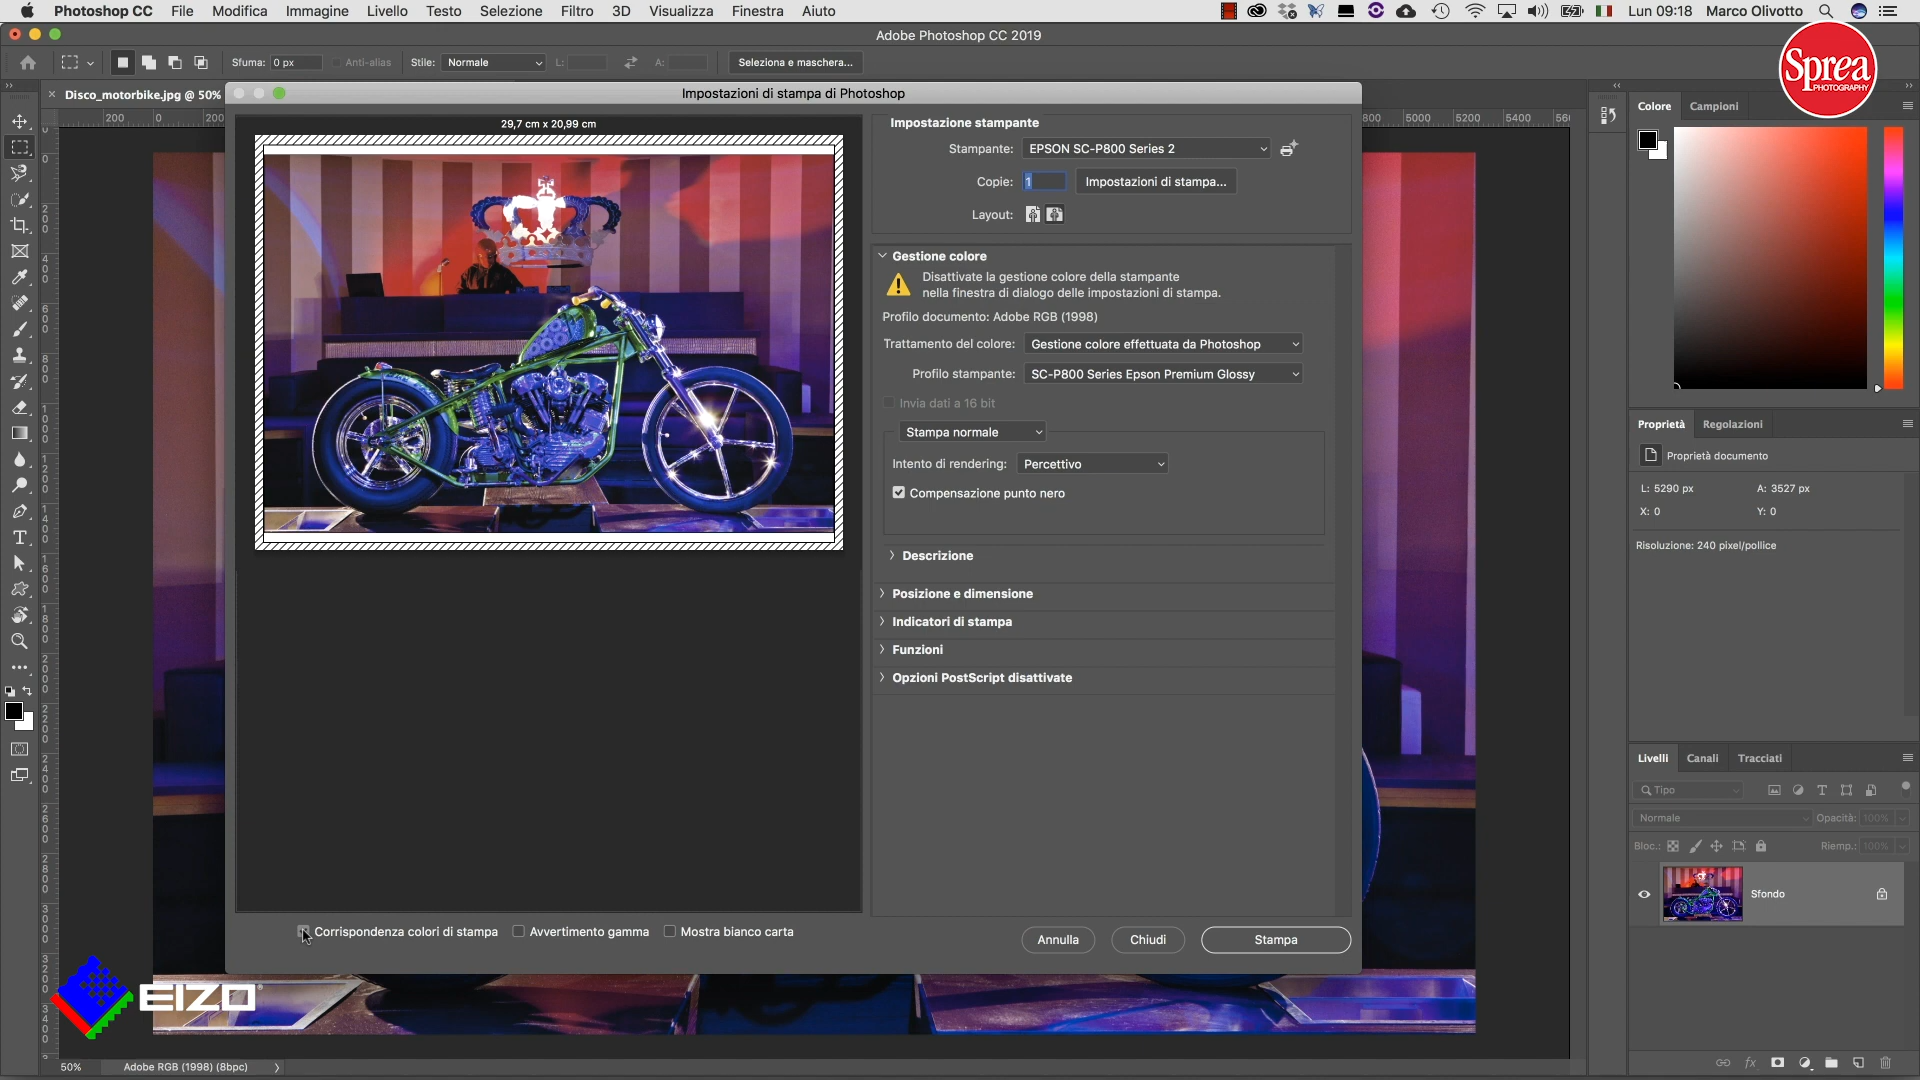 Photoshop CC File Modifica Immagine Livello Testo Selezione Filtro 3D Visualizza Finestra Aiuto Lun 09:18 Marco Olivotto
Adobe Photoshop CC 2019
Sfuma: 0 px Anti-alias Stile: Normale L: A: Seleziona e maschera...
Sprea
PHOTOGRAPHY
Disco_motorbike.jpg @ 50%
Impostazioni di stampa di Photoshop
Colore Campioni
200 0 200
800 5000 5200 5400
29,7 cm x 20,99 cm
Impostazione stampante
Stampante: EPSON SC-P800 Series 2
Copie: 1 Impostazioni di stampa...
Layout:
Gestione colore
Disattivate la gestione colore della stampante
nella finestra di dialogo delle impostazioni di stampa.
Profilo documento: Adobe RGB (1998)
Trattamento del colore: Gestione colore effettuata da Photoshop
Profilo stampante: SC-P800 Series Epson Premium Glossy
Invia dati a 16 bit
Stampa normale
Intento di rendering: Percettivo
Compensazione punto nero
Descrizione
Posizione e dimensione
Indicatori di stampa
Funzioni
Opzioni PostScript disattivate
Corrispondenza colori di stampa Avvertimento gamma Mostra bianco carta
Annulla Chiudi Stampa
Proprietà Regolazioni
Proprietà documento
L: 5290 px A: 3527 px
X: 0 Y: 0
Risoluzione: 240 pixel/pollice
Livelli Canali Tracciati
Tipo
Normale Opacità: 100%
Bloc.: Riemp.: 100%
Sfondo
EIZO
50% Adobe RGB (1998) (8bpc)